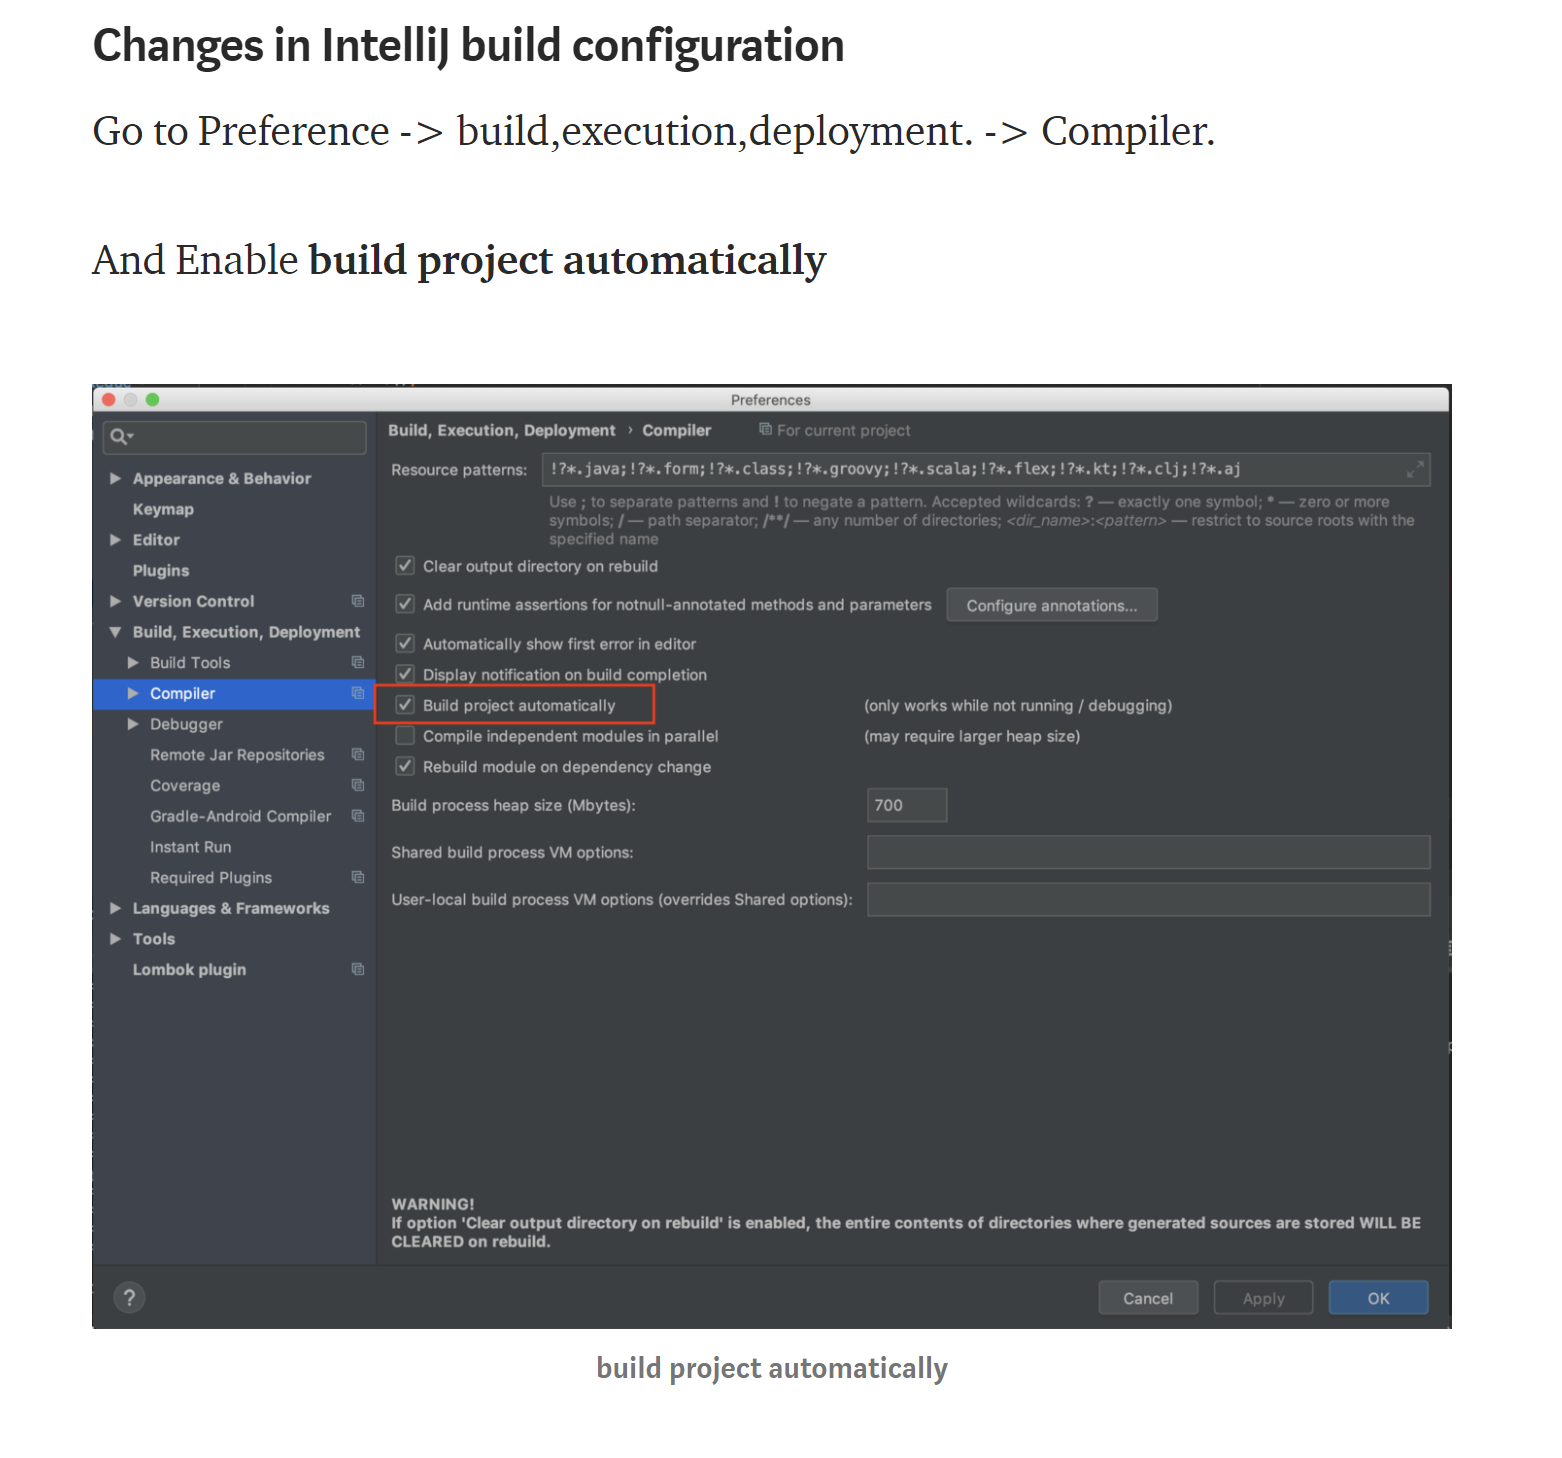 Changes in IntelliJ build configuration
Go to Preference -> build,execution,deployment. -> Compiler.
And Enable build project automatically
Preferences
Appearance & Behavior
Keymap
Editor
Plugins
Version Control
Build, Execution, Deployment
Build Tools
Compiler
Debugger
Remote Jar Repositories
Coverage
Gradle-Android Compiler
Instant Run
Required Plugins
Languages & Frameworks
Tools
Lombok plugin
Build, Execution, Deployment › Compiler For current project
Resource patterns: !?*.java;!?*.form;!?*.class;!?*.groovy;!?*.scala;!?*.flex;!?*.kt;!?*.clj;!?*.aj
Use ; to separate patterns and ! to negate a pattern. Accepted wildcards: ? — exactly one symbol; * — zero or more
symbols; / — path separator; /**/ — any number of directories; <dir_name>:<pattern> — restrict to source roots with the
specified name
Clear output directory on rebuild
Add runtime assertions for notnull-annotated methods and parameters Configure annotations...
Automatically show first error in editor
Display notification on build completion
Build project automatically (only works while not running / debugging)
Compile independent modules in parallel (may require larger heap size)
Rebuild module on dependency change
Build process heap size (Mbytes): 700
Shared build process VM options:
User-local build process VM options (overrides Shared options):
WARNING!
If option 'Clear output directory on rebuild' is enabled, the entire contents of directories where generated sources are stored WILL BE
CLEARED on rebuild.
? Cancel Apply OK
build project automatically